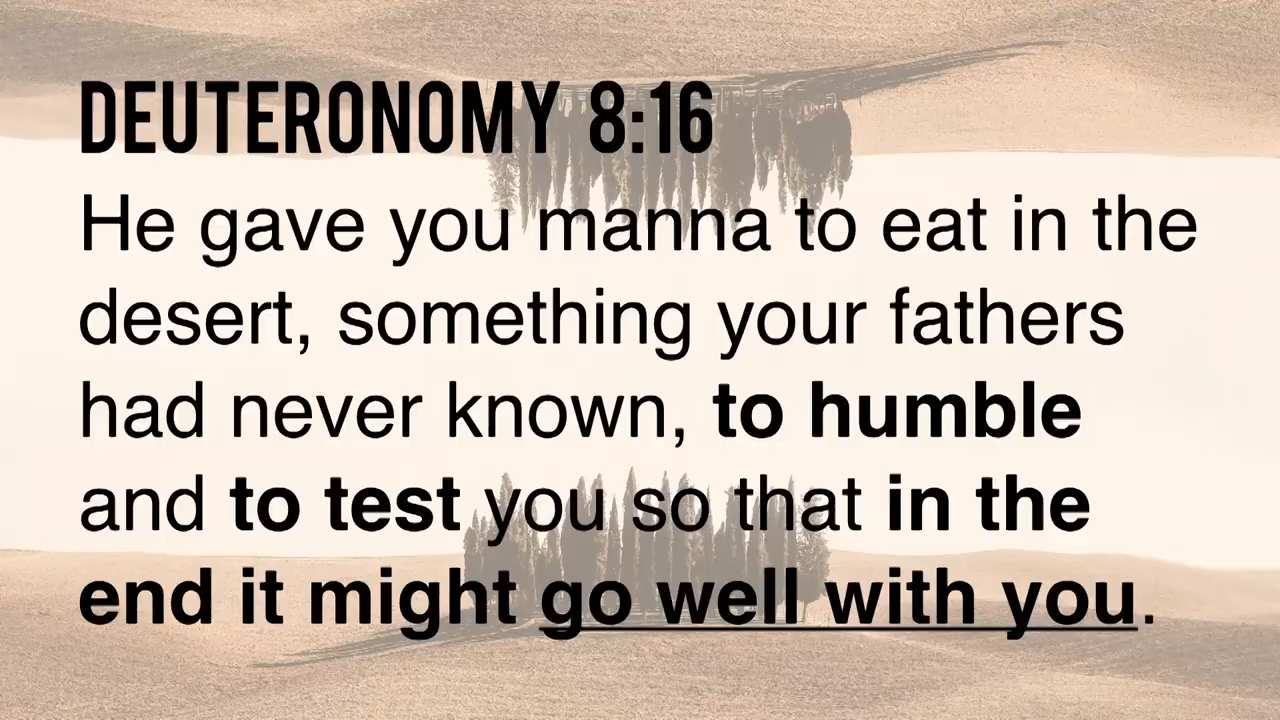 DEUTERONOMY 8:16
He gave you manna to eat in the
desert, something your fathers
had never known, to humble
and to test you so that in the
end it might go well with you.